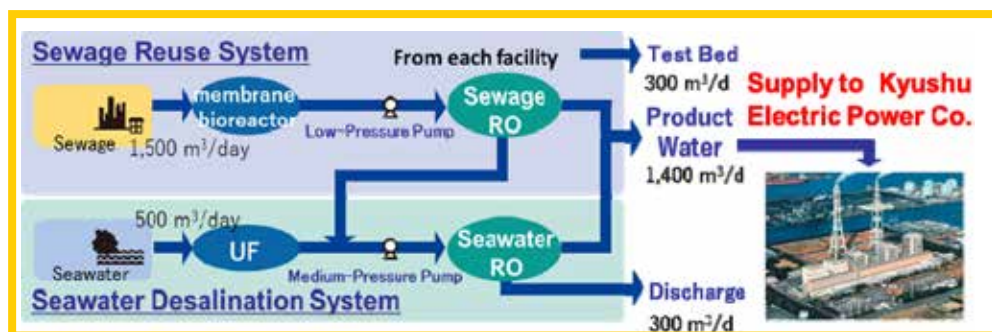 Sewage Reuse System
From each facility
Test Bed
300 m³/d
Supply to Kyushu
Electric Power Co.
membrane
bioreactor
Sewage
RO
Sewage
1,500 m³/day
Low-Pressure Pump
Product
Water
1,400 m³/d
500 m³/day
Seawater
UF
Medium-Pressure Pump
Seawater
RO
Seawater Desalination System
Discharge
300 m³/d